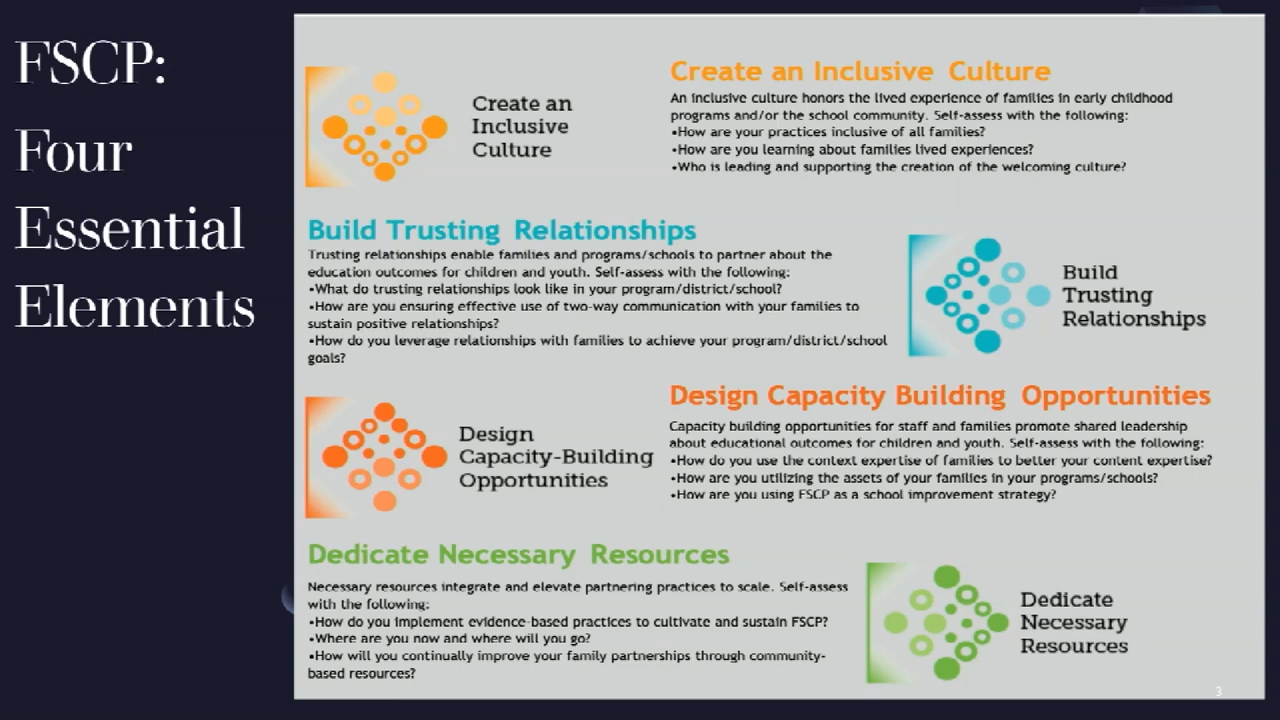 FSCP:
Four
Essential
Elements
Create an
Inclusive
Culture
Create an Inclusive Culture
An inclusive culture honors the lived experience of families in early childhood
programs and/or the school community. Self-assess with the following:
•How are your practices inclusive of all families?
•How are you learning about families lived experiences?
•Who is leading and supporting the creation of the welcoming culture?
Build Trusting Relationships
Trusting relationships enable families and programs/schools to partner about the
education outcomes for children and youth. Self-assess with the following:
•What do trusting relationships look like in your program/district/school?
•How are you ensuring effective use of two-way communication with your families to
sustain positive relationships?
•How do you leverage relationships with families to achieve your program/district/school
goals?
Build
Trusting
Relationships
Design
Capacity-Building
Opportunities
Design Capacity Building Opportunities
Capacity building opportunities for staff and families promote shared leadership
about educational outcomes for children and youth. Self-assess with the following:
•How do you use the context expertise of families to better your content expertise?
•How are you utilizing the assets of your families in your programs/schools?
•How are you using FSCP as a school improvement strategy?
Dedicate Necessary Resources
Necessary resources integrate and elevate partnering practices to scale. Self-assess
with the following:
•How do you implement evidence-based practices to cultivate and sustain FSCP?
•Where are you now and where will you go?
•How will you continually improve your family partnerships through community-
based resources?
Dedicate
Necessary
Resources
3